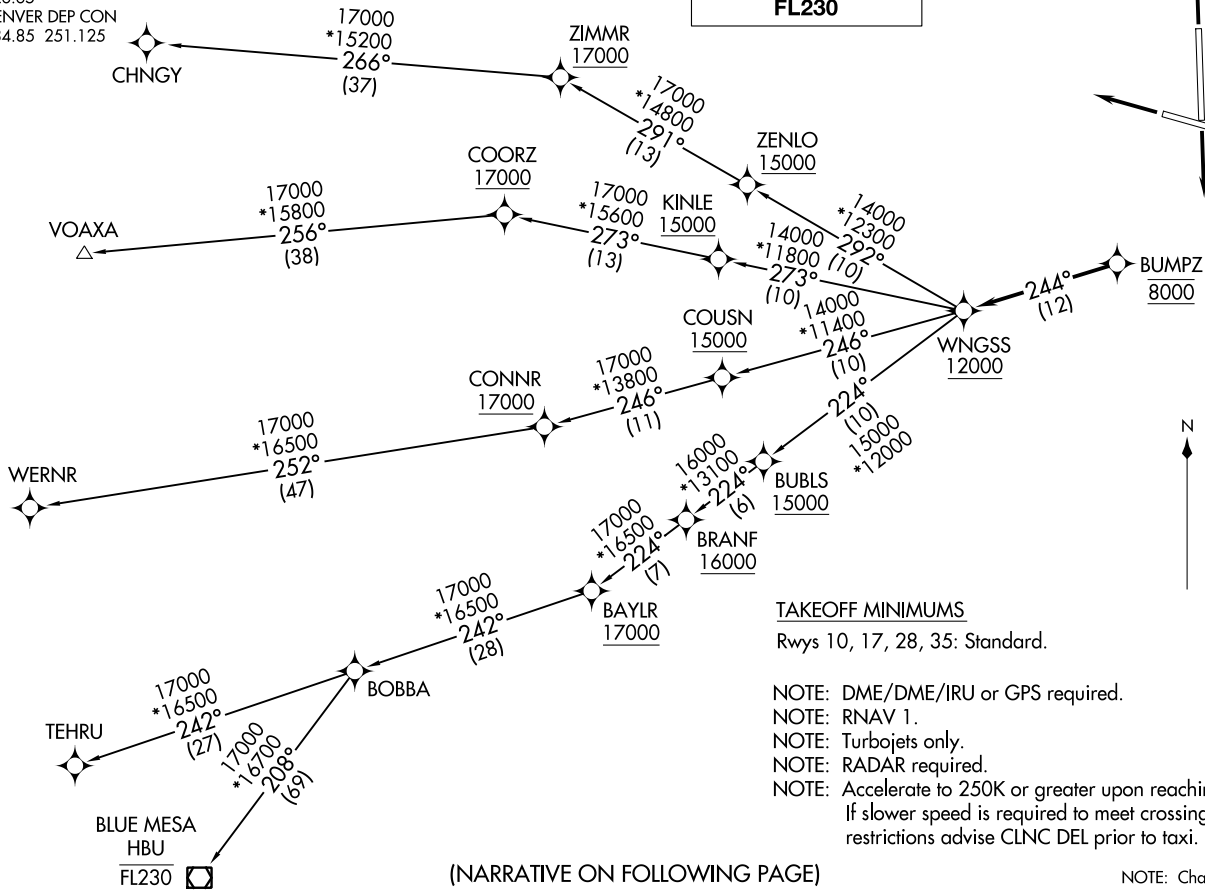 ENVER DEP CON
4.85 251.125
FL230
17000
*15200
266°
(37)
CHNGY
ZIMMR
17000
17000
*14800
291°
(13)
ZENLO
15000
14000
*12300
292°
(10)
COORZ
17000
17000
*15800
256°
(38)
VOAXA
17000
*15600
273°
(13)
KINLE
15000
14000
*11800
273°
(10)
BUMPZ
8000
244°
(12)
WNGSS
12000
14000
*11400
246°
(10)
COUSN
15000
17000
*13800
246°
(11)
CONNR
17000
17000
*16500
252°
(47)
WERNR
224°
(10)
15000
*12000
BUBLS
15000
16000
*13100
224°
(6)
BRANF
16000
17000
*16500
224°
(7)
BAYLR
17000
17000
*16500
242°
(28)
BOBBA
17000
*16500
242°
(27)
TEHRU
17000
*16700
208°
(69)
BLUE MESA
HBU
FL230
N
TAKEOFF MINIMUMS
Rwys 10, 17, 28, 35: Standard.
NOTE: DME/DME/IRU or GPS required.
NOTE: RNAV 1.
NOTE: Turbojets only.
NOTE: RADAR required.
NOTE: Accelerate to 250K or greater upon reachin
If slower speed is required to meet crossing
restrictions advise CLNC DEL prior to taxi.
(NARRATIVE ON FOLLOWING PAGE)
NOTE: Cha